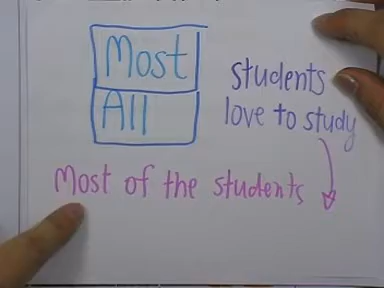 Most
All
students
love to study
Most of the students